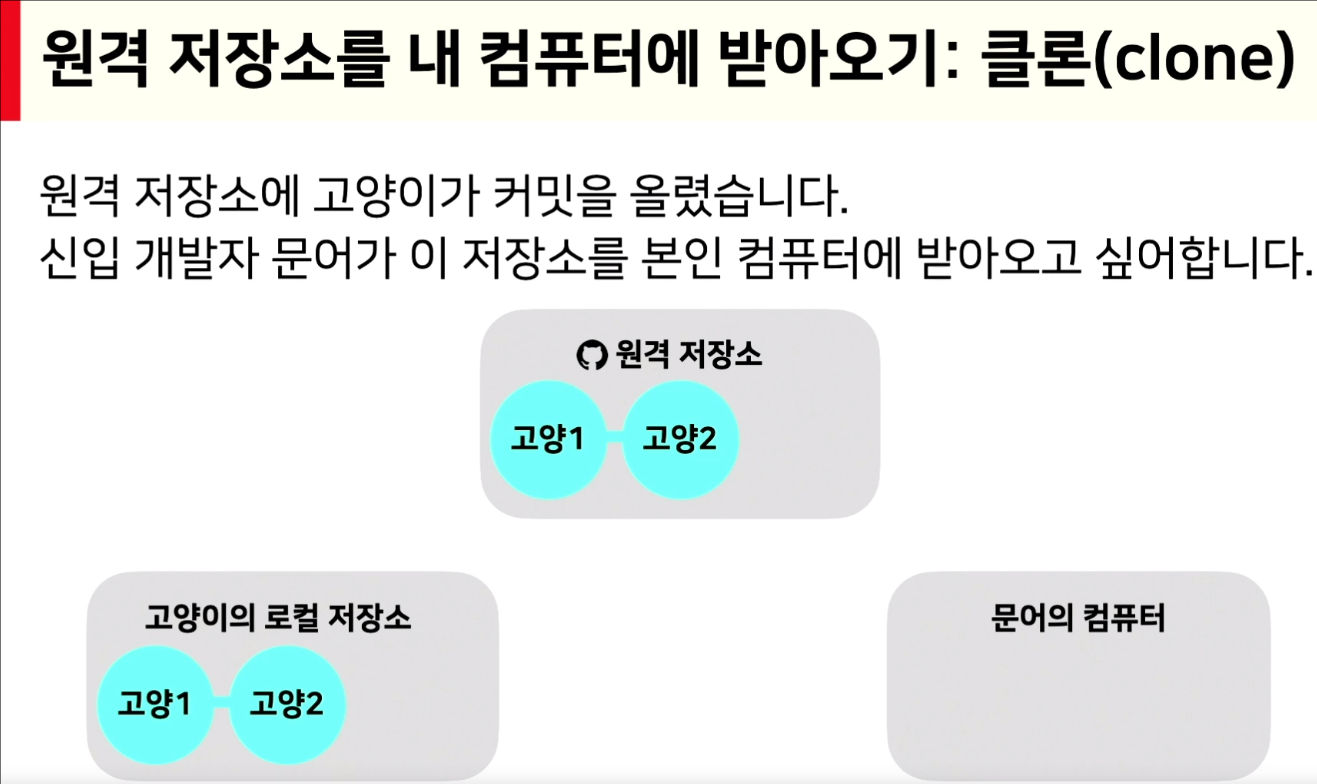 원격 저장소를 내 컴퓨터에 받아오기: 클론(clone)
원격 저장소에 고양이가 커밋을 올렸습니다.
신입 개발자 문어가 이 저장소를 본인 컴퓨터에 받아오고 싶어합니다.
원격 저장소
고양1
고양2
고양이의 로컬 저장소
고양1
고양2
문어의 컴퓨터